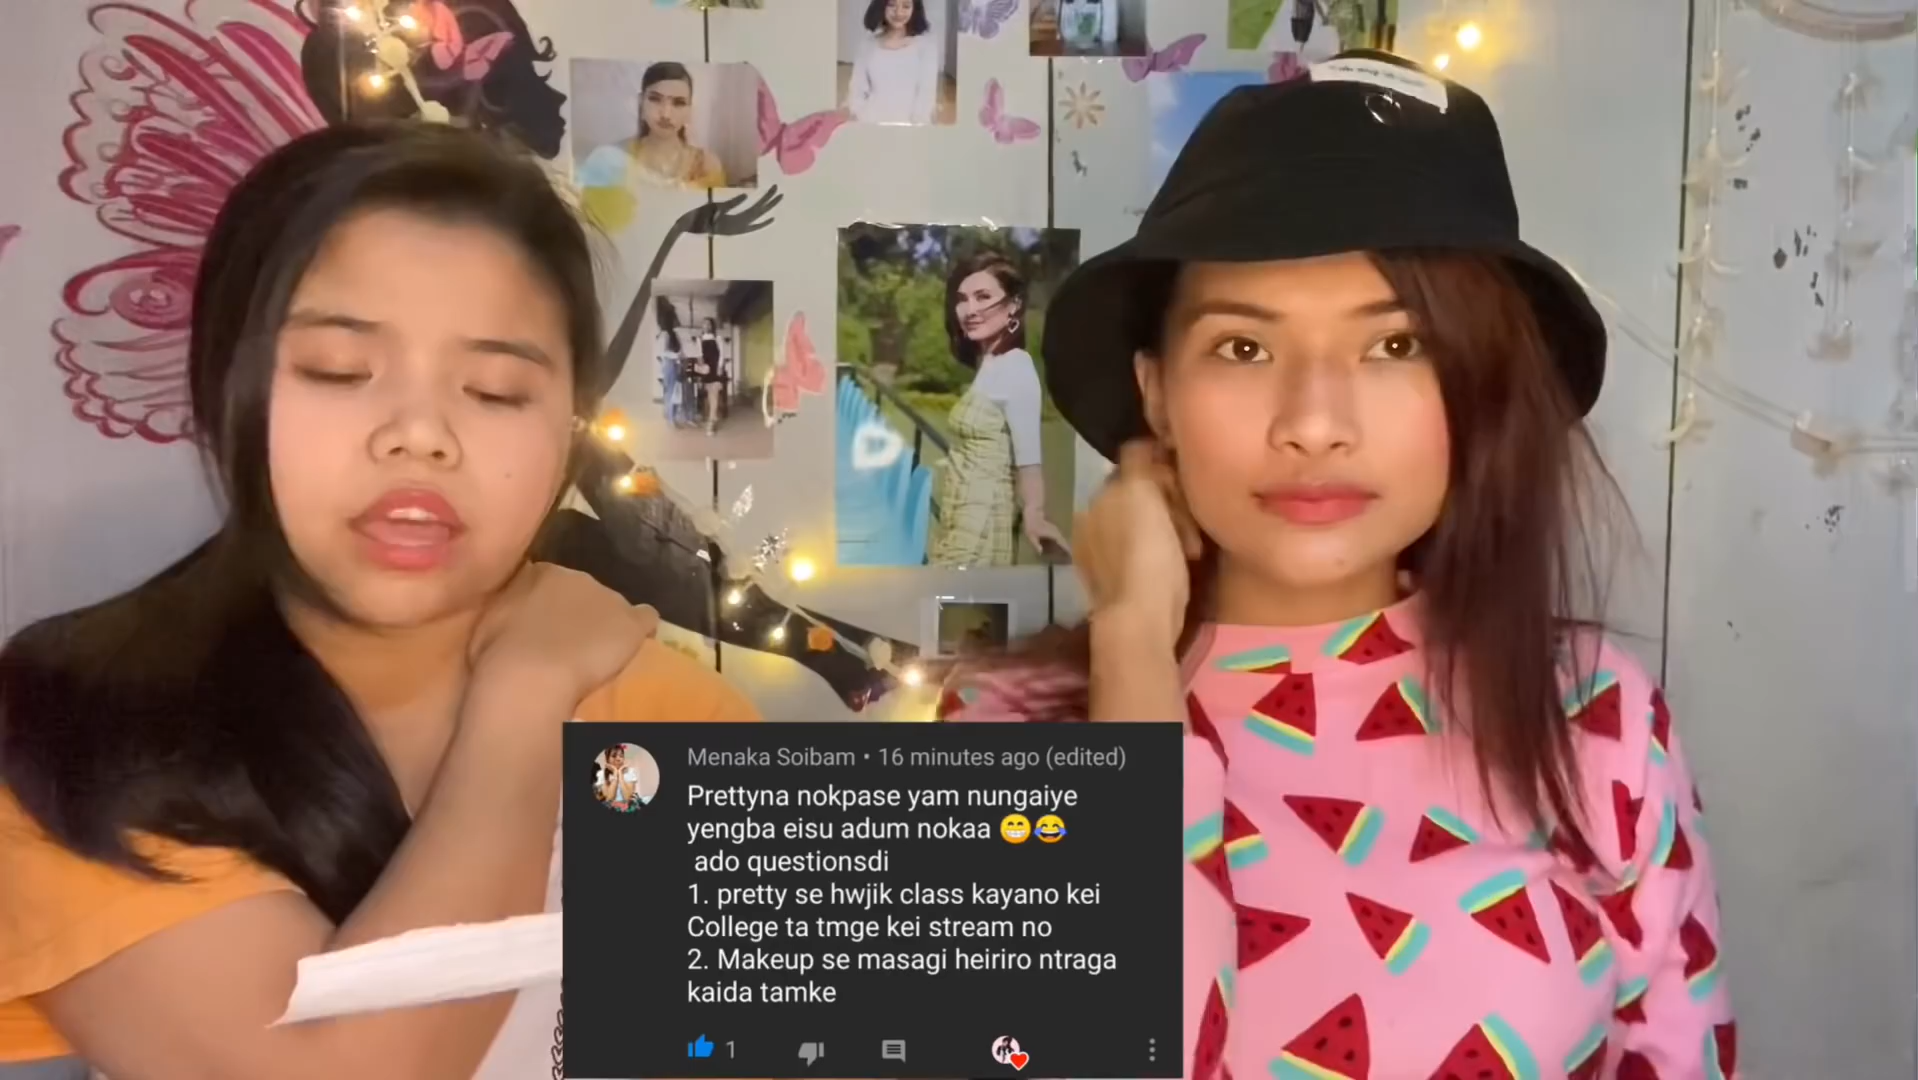 Menaka Soibam • 16 minutes ago (edited)
Prettyna nokpase yam nungaiye
yengba eisu adum nokaa 😁😂
ado questionsdi
1. pretty se hwjik class kayano kei
College ta tmge kei stream no
2. Makeup se masagi heiriro ntraga
kaida tamke
1